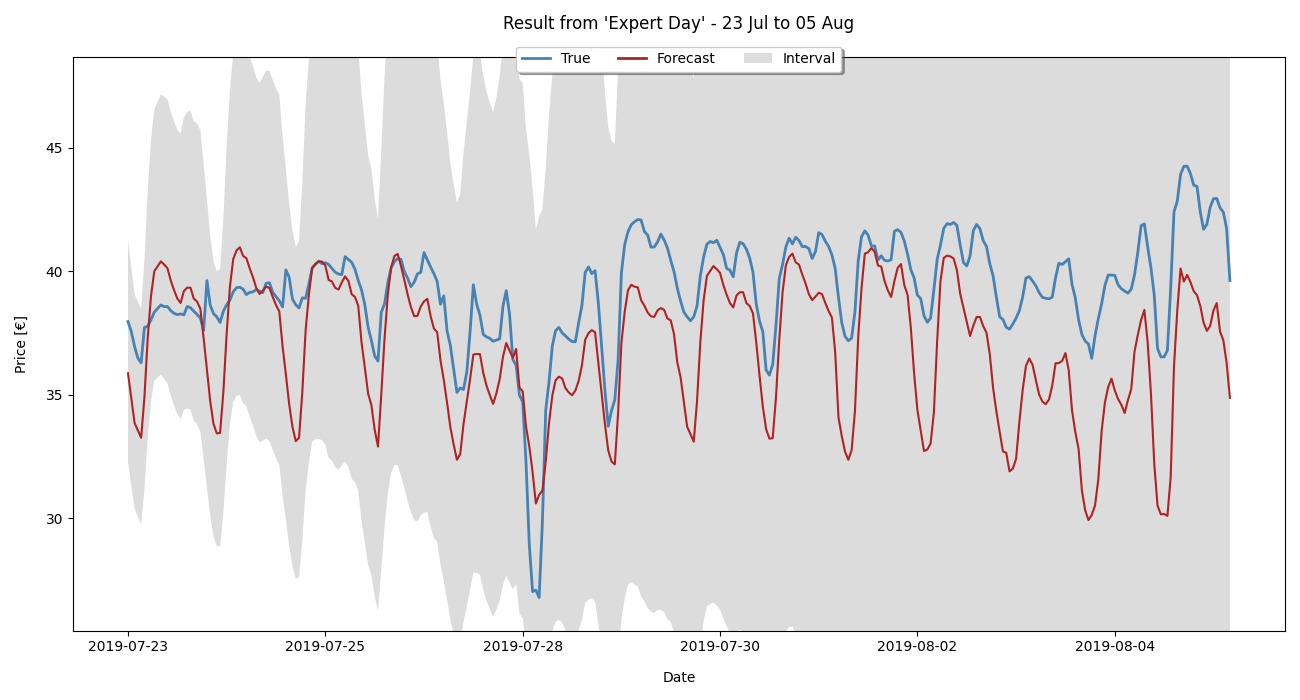 Result from 'Expert Day' - 23 Jul to 05 Aug
True Forecast Interval
45
40
35
30
Price [€]
2019-07-23 2019-07-25 2019-07-28 2019-07-30 2019-08-02 2019-08-04
Date